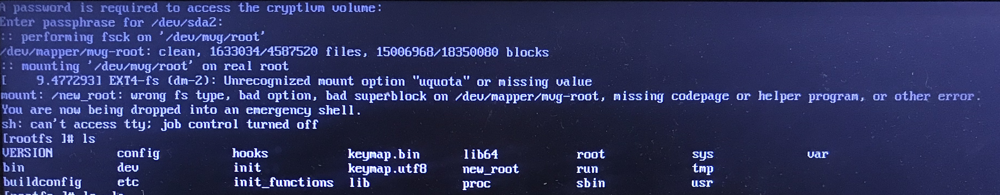 A password is required to access the cryptlvm volume:
Enter passphrase for /dev/sda2:
:: performing fsck on '/dev/mvg/root'
/dev/mapper/mvg-root: clean, 1633034/4587520 files, 15006968/18350080 blocks
:: mounting '/dev/mvg/root' on real root
[    9.477293] EXT4-fs (dm-2): Unrecognized mount option "uquota" or missing value
mount: /new_root: wrong fs type, bad option, bad superblock on /dev/mapper/mvg-root, missing codepage or helper program, or other error.
You are now being dropped into an emergency shell.
sh: can't access tty; job control turned off
[rootfs ]# ls
VERSION config hooks keymap.bin lib64 root sys var
bin dev init keymap.utf8 new_root run tmp
buildconfig etc init_functions lib proc sbin usr
[rootfs ]# ls